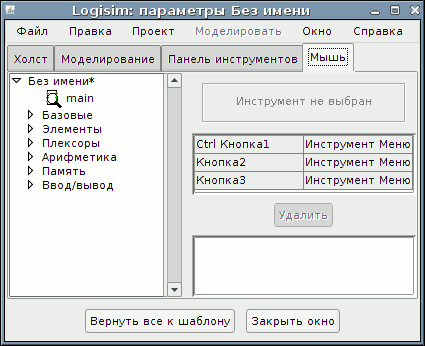 Logisim: параметры Без имени
Файл Правка Проект Моделировать Окно Справка
Холст Моделирование Панель инструментов Мышь
Без имени*
main
Базовые
Элементы
Плексоры
Арифметика
Память
Ввод/вывод
Инструмент не выбран
Ctrl Кнопка1 Инструмент Меню
Кнопка2 Инструмент Меню
Кнопка3 Инструмент Меню
Удалить
Вернуть все к шаблону Закрыть окно